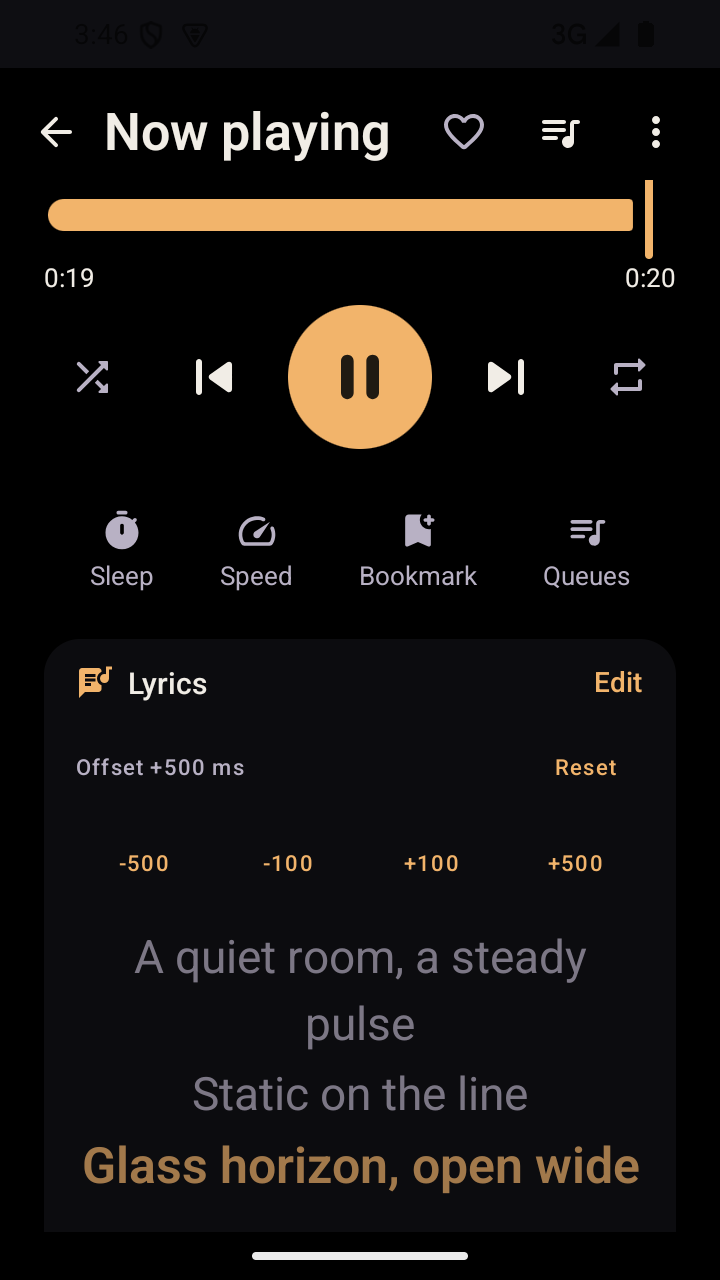 3:46 3G
Now playing
0:19 0:20
Sleep Speed Bookmark Queues
Lyrics Edit
Offset +500 ms Reset
-500 -100 +100 +500
A quiet room, a steady
pulse
Static on the line
Glass horizon, open wide